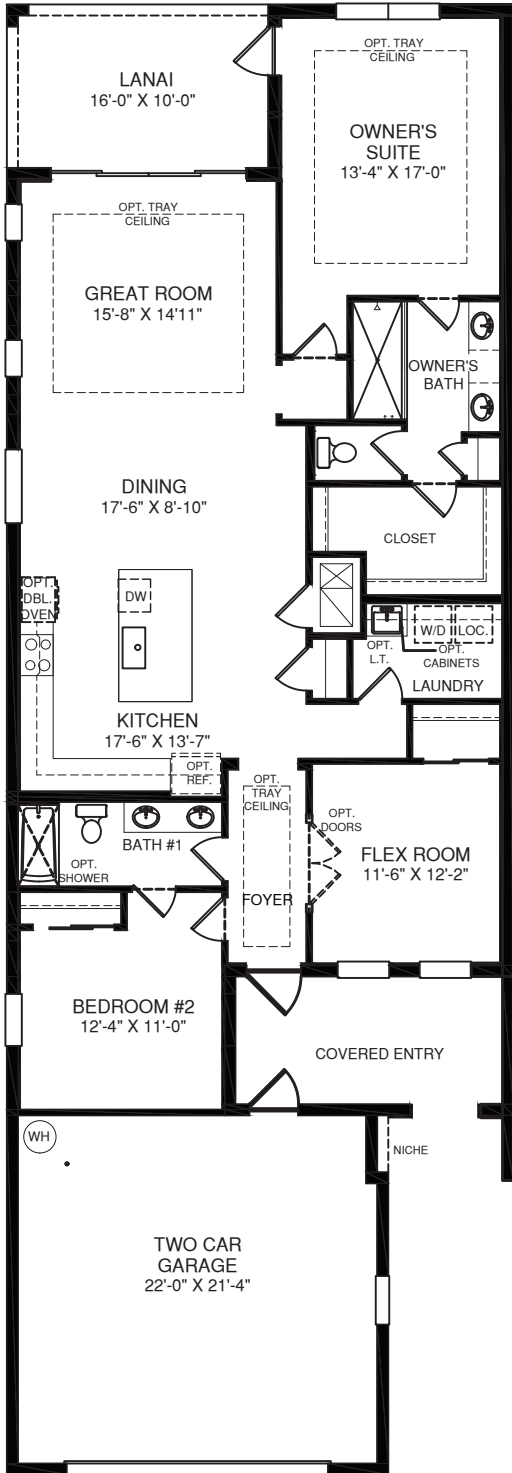 LANAI
16'-0" X 10'-0"
OPT. TRAY
CEILING
OWNER'S
SUITE
13'-4" X 17'-0"
OPT. TRAY
CEILING
GREAT ROOM
15'-8" X 14'11"
OWNER'S
BATH
DINING
17'-6" X 8'-10"
CLOSET
OPT.
DBL.
OVEN
DW
W/D
LOC.
OPT.
L.T.
OPT.
CABINETS
LAUNDRY
KITCHEN
17'-6" X 13'-7"
OPT.
REF.
OPT.
TRAY
CEILING
OPT.
DOORS
BATH #1
OPT.
SHOWER
FLEX ROOM
11'-6" X 12'-2"
FOYER
BEDROOM #2
12'-4" X 11'-0"
COVERED ENTRY
WH
NICHE
TWO CAR
GARAGE
22'-0" X 21'-4"